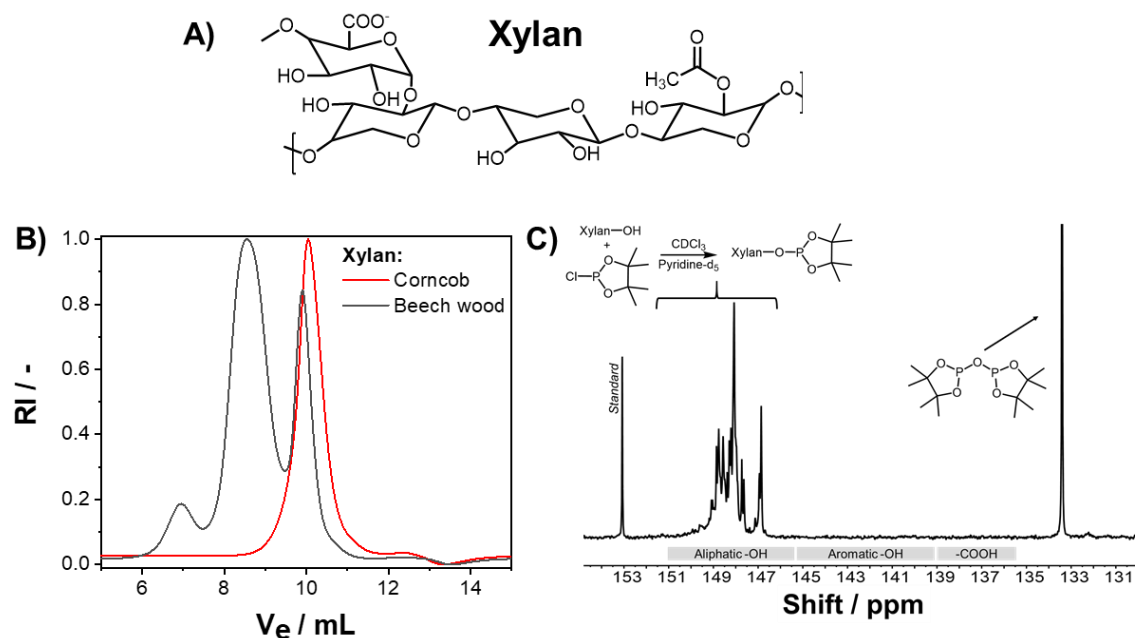 A)
Xylan
COO-
O
O
HO
OH
O
HO
O
O
O
O
HO
OH
O
O
H₃C
O
O
HO
O
O
B)
RI / -
1.0
0.8
0.6
0.4
0.2
0.0
Xylan:
Corncob
Beech wood
6
8
10
12
14
Ve / mL
C)
Xylan—OH
+
Cl
P
O
O
CDCl₃
Pyridine-d₅
Xylan
O
P
O
O
Standard
O
O
P
O
P
O
O
Aliphatic -OH
Aromatic -OH
-COOH
153
151
149
147
145
143
141
139
137
135
133
131
Shift / ppm